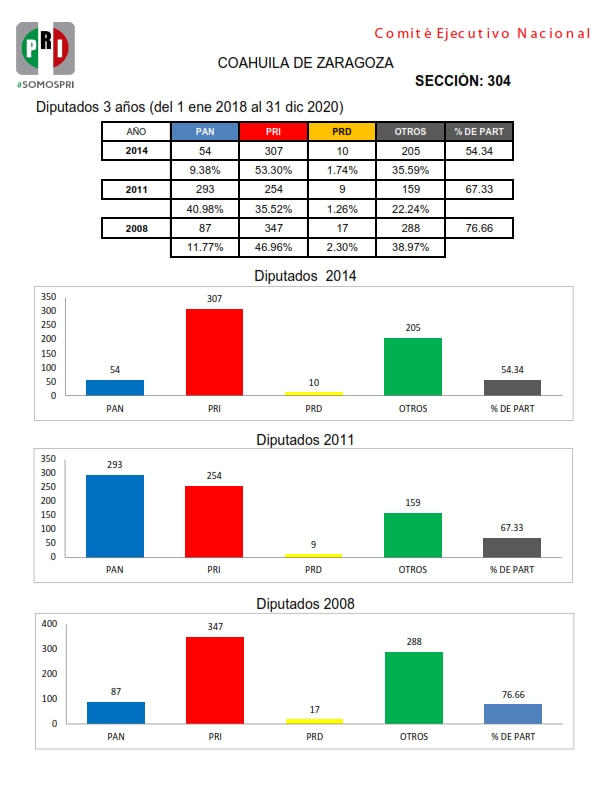 Comité Ejecutivo Nacional
PRI
#SOMOSPRI
COAHUILA DE ZARAGOZA
SECCIÓN: 304
Diputados 3 años (del 1 ene 2018 al 31 dic 2020)
AÑO PAN PRI PRD OTROS % DE PART
2014 54 307 10 205 54.34
9.38% 53.30% 1.74% 35.59%
2011 293 254 9 159 67.33
40.98% 35.52% 1.26% 22.24%
2008 87 347 17 288 76.66
11.77% 46.96% 2.30% 38.97%
Diputados 2014
350
300
250
200
150
100
50
0
54 307 10 205 54.34
PAN PRI PRD OTROS % DE PART
Diputados 2011
350
300
250
200
150
100
50
0
293 254 9 159 67.33
PAN PRI PRD OTROS % DE PART
Diputados 2008
400
300
200
100
0
87 347 17 288 76.66
PAN PRI PRD OTROS % DE PART